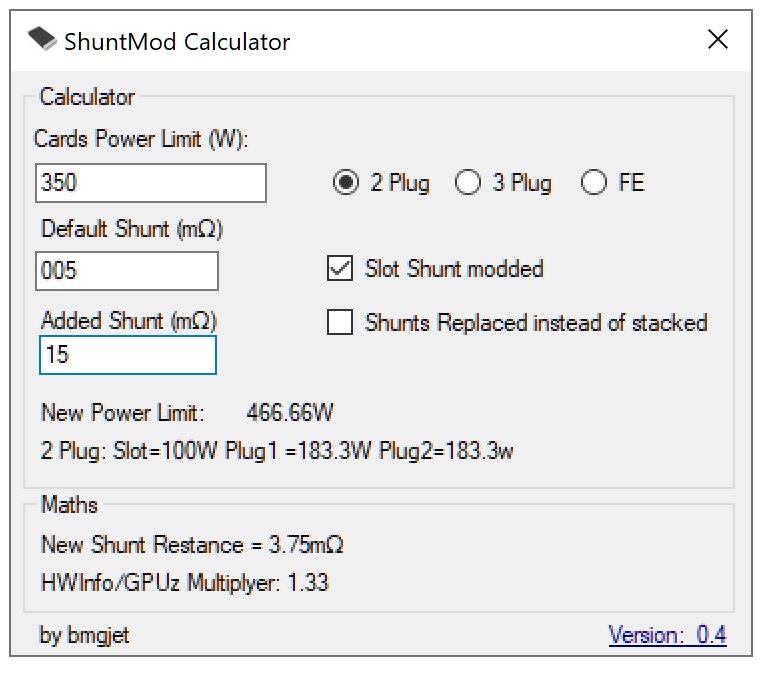 ShuntMod Calculator
Calculator
Cards Power Limit (W):
350
2 Plug 3 Plug FE
Default Shunt (mΩ)
005
Slot Shunt modded
Added Shunt (mΩ)
Shunts Replaced instead of stacked
15
New Power Limit: 466.66W
2 Plug: Slot=100W Plug1 =183.3W Plug2=183.3w
Maths
New Shunt Restance = 3.75mΩ
HWInfo/GPUz Multiplyer: 1.33
by bmgjet
Version: 0.4